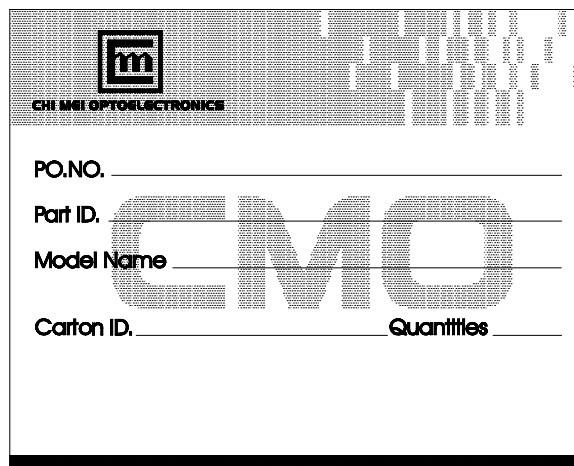 CHI MEI OPTOELECTRONICS
PO.NO.
Part ID.
CMO
Model Name
Carton ID. Quantities